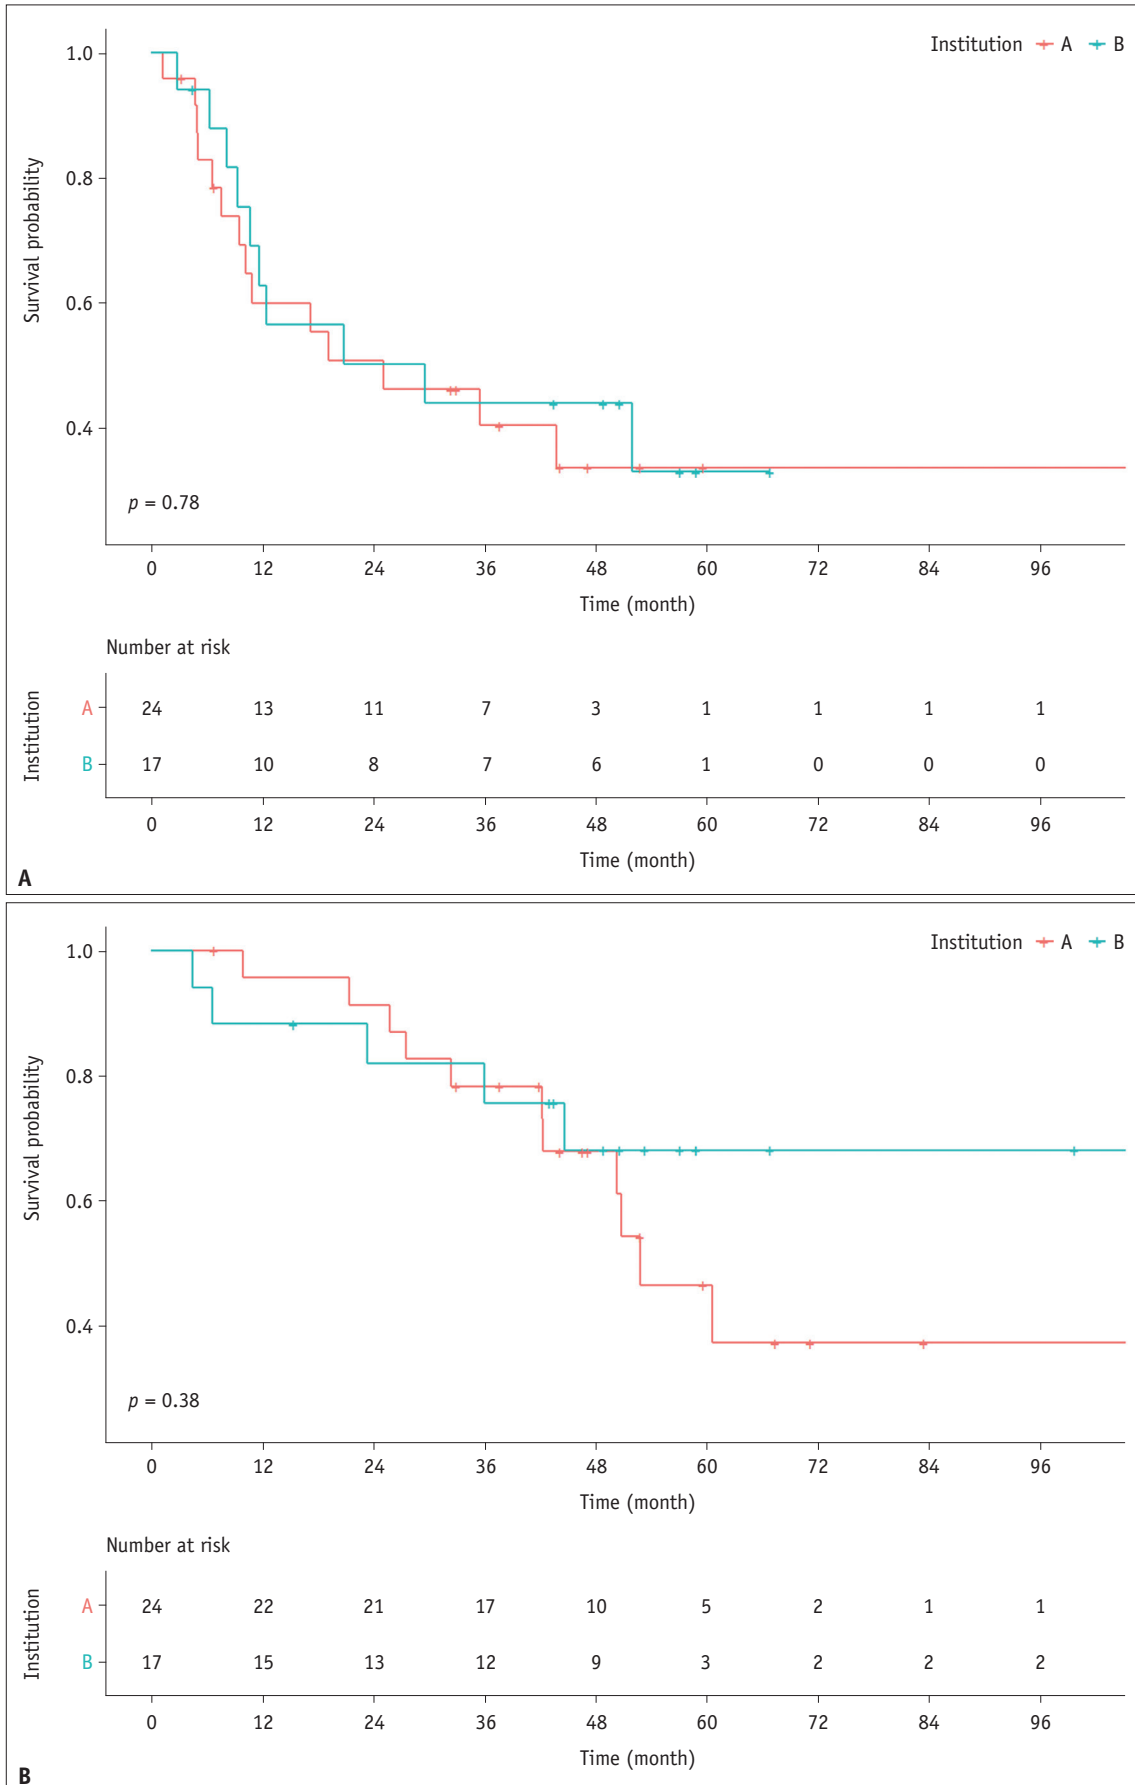 Institution A B
1.0
0.8
0.6
0.4
Survival probability
p = 0.78
0 12 24 36 48 60 72 84 96
Time (month)
Number at risk
Institution
A 24 13 11 7 3 1 1 1 1
B 17 10 8 7 6 1 0 0 0
0 12 24 36 48 60 72 84 96
Time (month)
A
Institution A B
1.0
0.8
0.6
0.4
Survival probability
p = 0.38
0 12 24 36 48 60 72 84 96
Time (month)
Number at risk
Institution
A 24 22 21 17 10 5 2 1 1
B 17 15 13 12 9 3 2 2 2
0 12 24 36 48 60 72 84 96
Time (month)
B